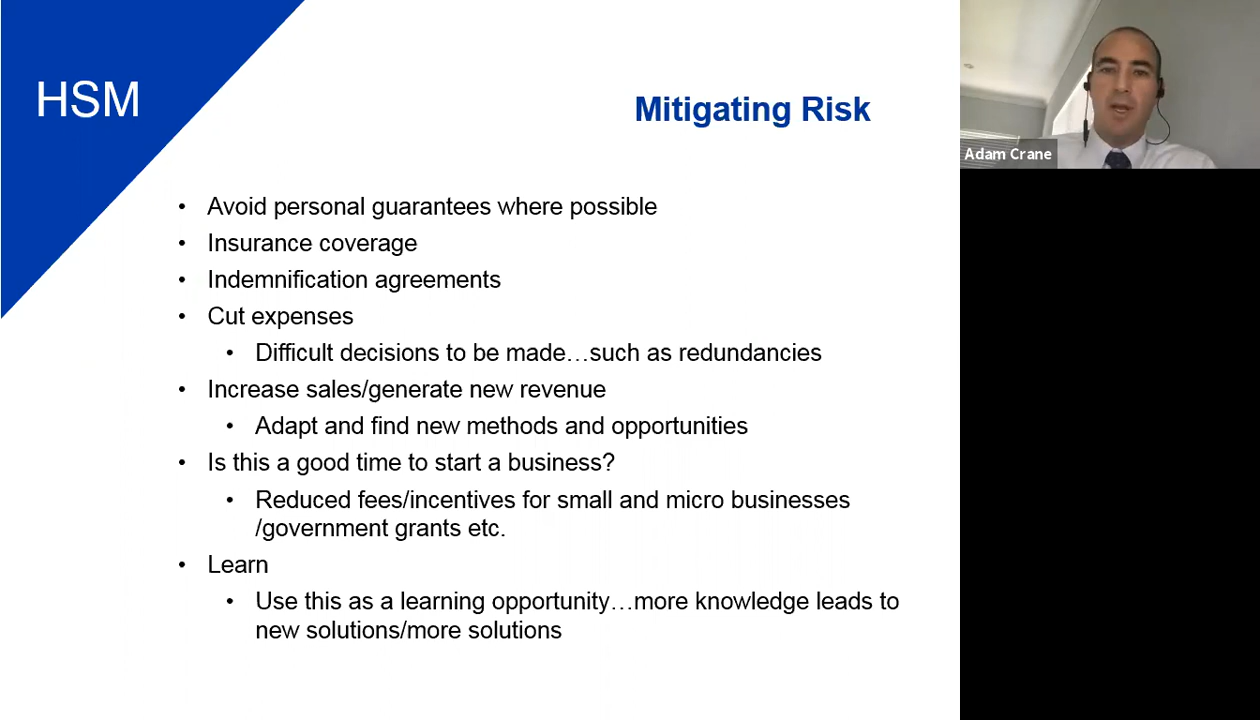 HSM
Mitigating Risk
Adam Crane
• Avoid personal guarantees where possible
• Insurance coverage
• Indemnification agreements
• Cut expenses
• Difficult decisions to be made…such as redundancies
• Increase sales/generate new revenue
• Adapt and find new methods and opportunities
• Is this a good time to start a business?
• Reduced fees/incentives for small and micro businesses
/government grants etc.
• Learn
• Use this as a learning opportunity…more knowledge leads to
new solutions/more solutions